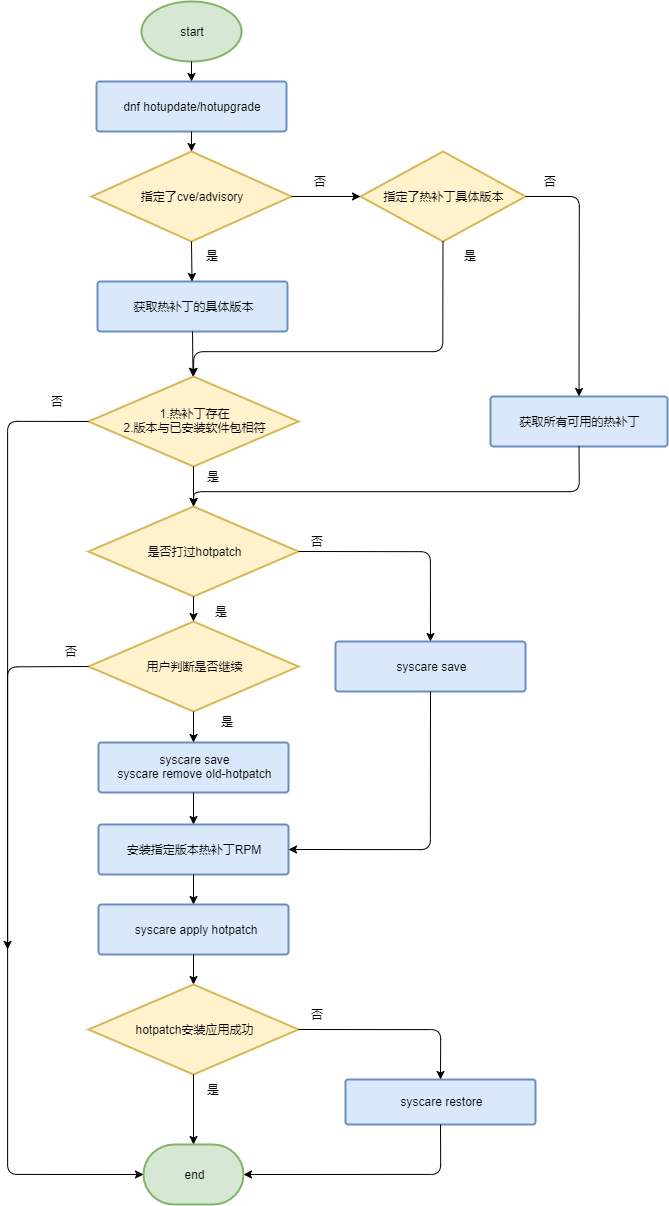 start
dnf hotupdate/hotupgrade
指定了cve/advisory
否
指定了热补丁具体版本
否
是
是
获取热补丁的具体版本
否
1.热补丁存在
2.版本与已安装软件包相符
获取所有可用的热补丁
是
是否打过hotpatch
否
是
否
用户判断是否继续
syscare save
是
syscare save
syscare remove old-hotpatch
安装指定版本热补丁RPM
syscare apply hotpatch
hotpatch安装应用成功
否
是
syscare restore
end